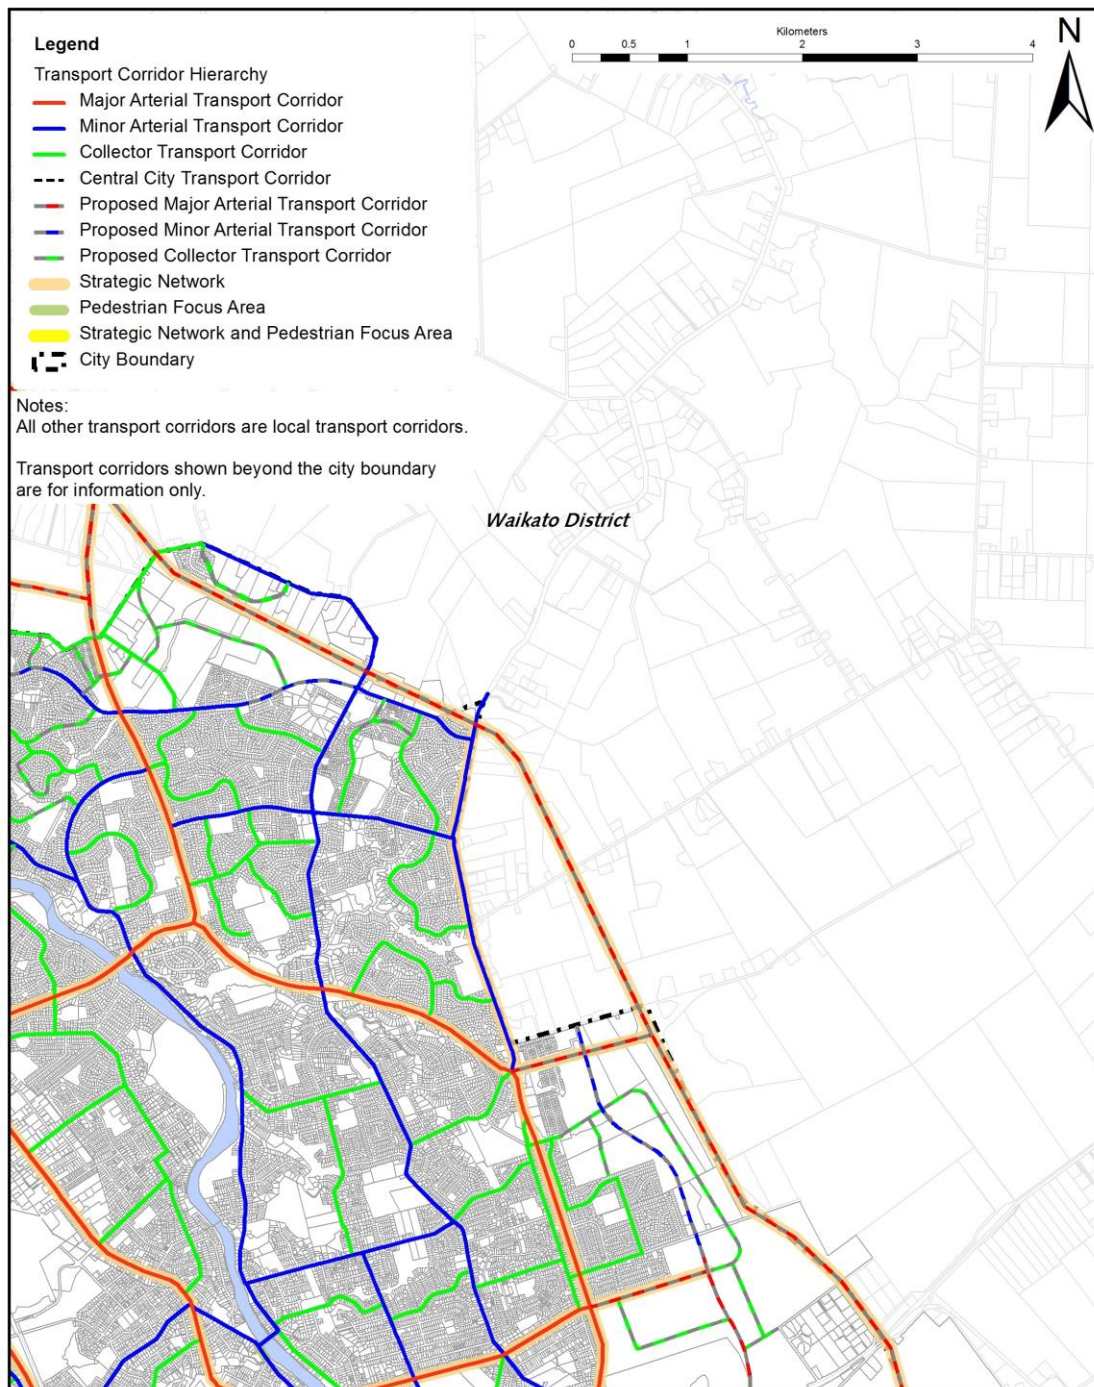 Legend
Transport Corridor Hierarchy
Major Arterial Transport Corridor
Minor Arterial Transport Corridor
Collector Transport Corridor
Central City Transport Corridor
Proposed Major Arterial Transport Corridor
Proposed Minor Arterial Transport Corridor
Proposed Collector Transport Corridor
Strategic Network
Pedestrian Focus Area
Strategic Network and Pedestrian Focus Area
City Boundary
Kilometers
0 0.5 1 2 3 4
N
Notes:
All other transport corridors are local transport corridors.
Transport corridors shown beyond the city boundary
are for information only.
Waikato District